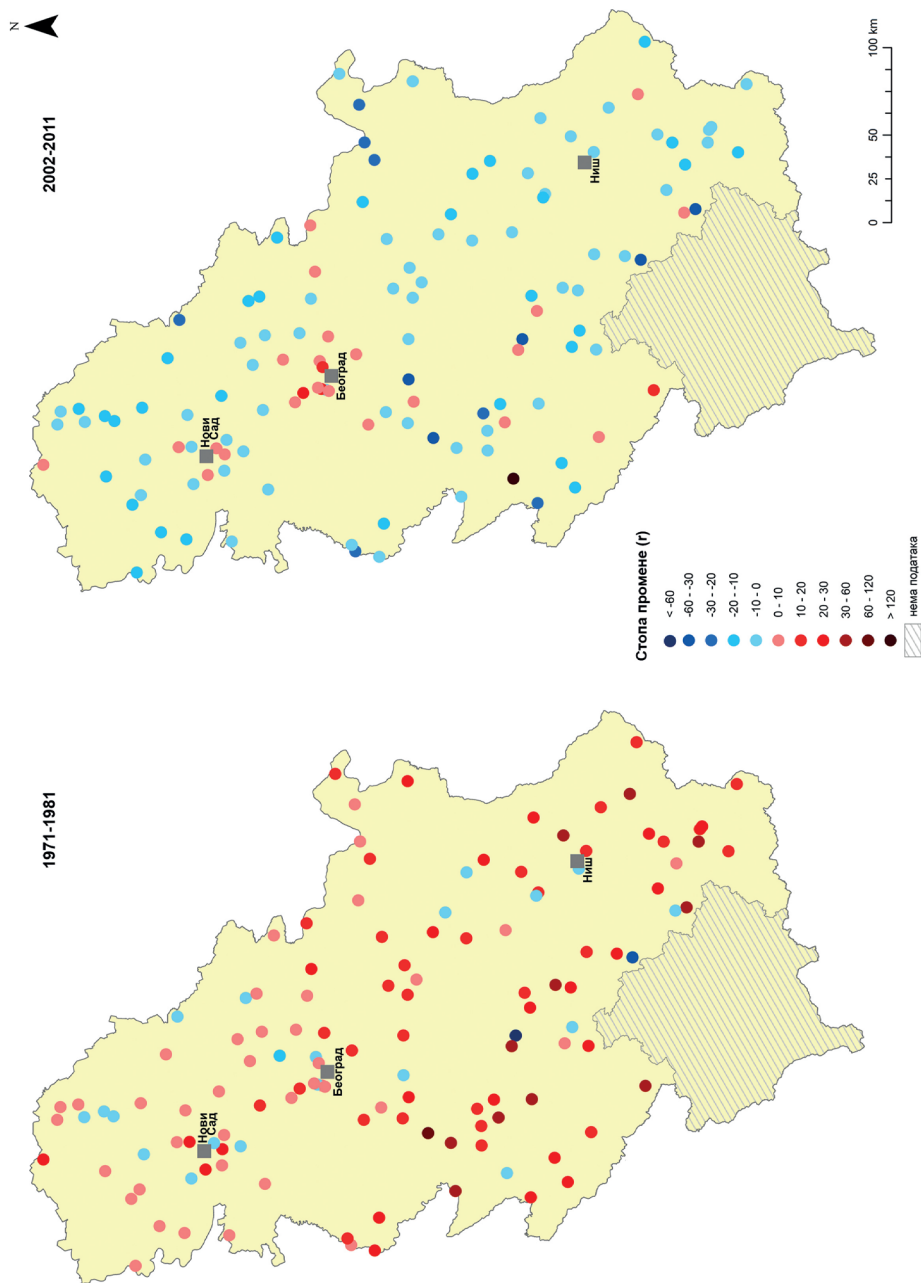 N
2002-2011
Нови
Сад
Београд
Ниш
0
25
50
100 km
Стопа промене (r)
< -60
-60 - -30
-30 - -20
-20 - -10
-10 - 0
0 - 10
10 - 20
20 - 30
30 - 60
60 - 120
> 120
нема података
1971-1981
Нови
Сад
Београд
Ниш